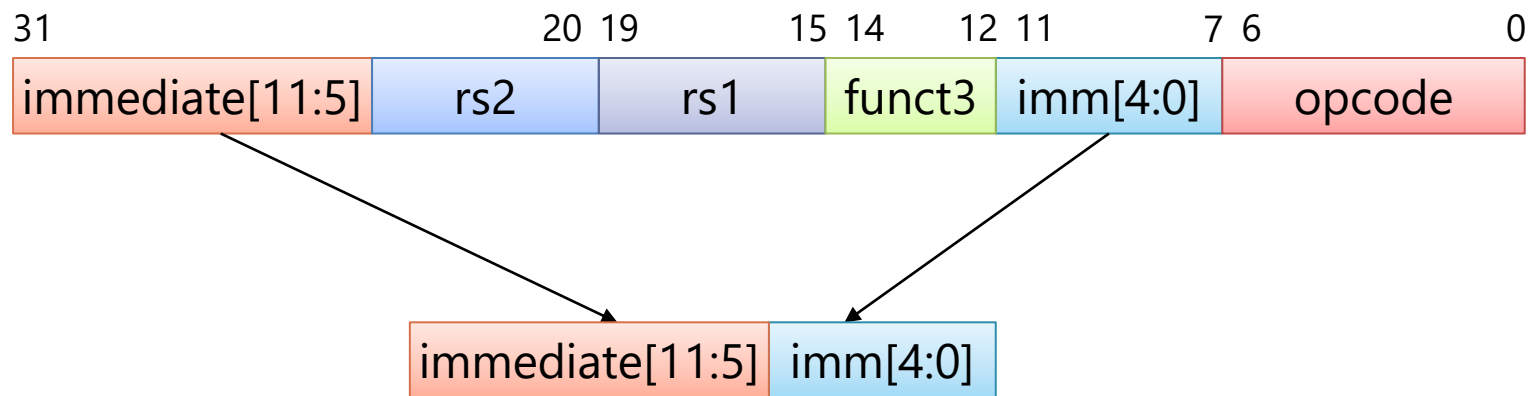 31 20 19 15 14 12 11 7 6 0
immediate[11:5] rs2 rs1 funct3 imm[4:0] opcode
immediate[11:5] imm[4:0]